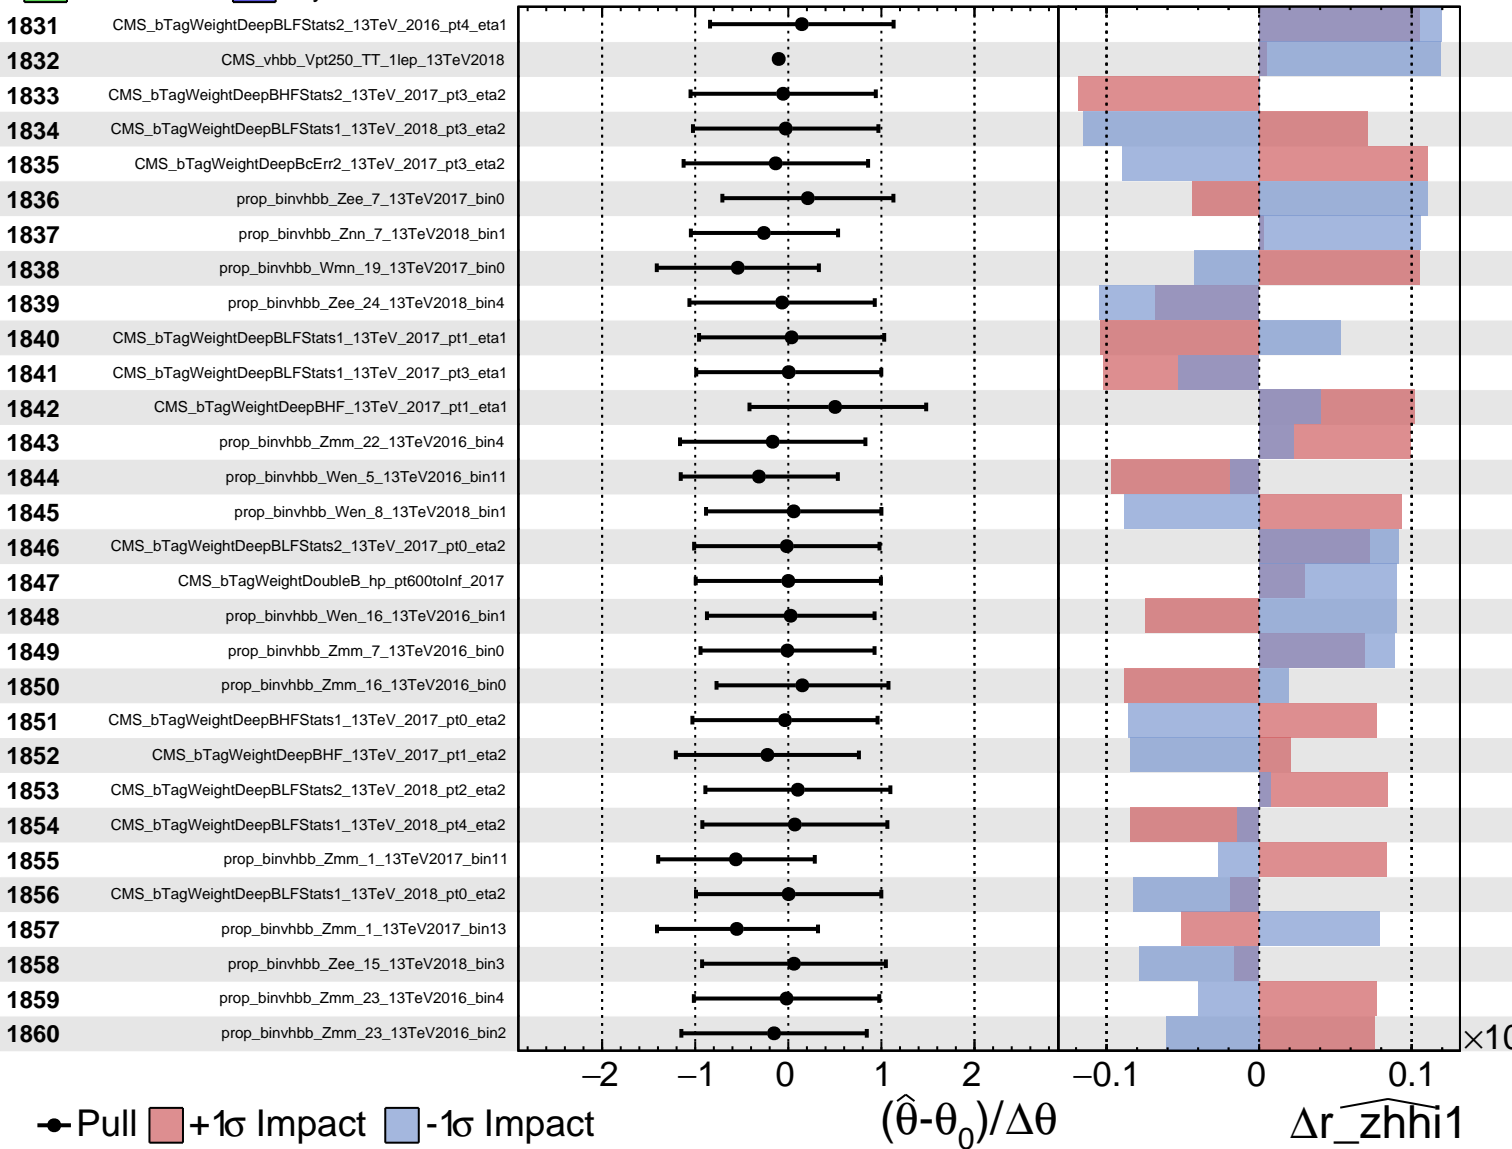 1831 CMS_bTagWeightDeepBLFStats2_13TeV_2016_pt4_eta1
1832 CMS_vhbb_Vpt250_TT_1lep_13TeV2018
1833 CMS_bTagWeightDeepBHFStats2_13TeV_2017_pt3_eta2
1834 CMS_bTagWeightDeepBLFStats1_13TeV_2018_pt3_eta2
1835 CMS_bTagWeightDeepBcErr2_13TeV_2017_pt3_eta2
1836 prop_binvhbb_Zee_7_13TeV2017_bin0
1837 prop_binvhbb_Znn_7_13TeV2018_bin1
1838 prop_binvhbb_Wmn_19_13TeV2017_bin0
1839 prop_binvhbb_Zee_24_13TeV2018_bin4
1840 CMS_bTagWeightDeepBLFStats1_13TeV_2017_pt1_eta1
1841 CMS_bTagWeightDeepBLFStats1_13TeV_2017_pt3_eta1
1842 CMS_bTagWeightDeepBHF_13TeV_2017_pt1_eta1
1843 prop_binvhbb_Zmm_22_13TeV2016_bin4
1844 prop_binvhbb_Wen_5_13TeV2016_bin11
1845 prop_binvhbb_Wen_8_13TeV2018_bin1
1846 CMS_bTagWeightDeepBLFStats2_13TeV_2017_pt0_eta2
1847 CMS_bTagWeightDoubleB_hp_pt600toInf_2017
1848 prop_binvhbb_Wen_16_13TeV2016_bin1
1849 prop_binvhbb_Zmm_7_13TeV2016_bin0
1850 prop_binvhbb_Zmm_16_13TeV2016_bin0
1851 CMS_bTagWeightDeepBHFStats1_13TeV_2017_pt0_eta2
1852 CMS_bTagWeightDeepBHF_13TeV_2017_pt1_eta2
1853 CMS_bTagWeightDeepBLFStats2_13TeV_2018_pt2_eta2
1854 CMS_bTagWeightDeepBLFStats1_13TeV_2018_pt4_eta2
1855 prop_binvhbb_Zmm_1_13TeV2017_bin11
1856 CMS_bTagWeightDeepBLFStats1_13TeV_2018_pt0_eta2
1857 prop_binvhbb_Zmm_1_13TeV2017_bin13
1858 prop_binvhbb_Zee_15_13TeV2018_bin3
1859 prop_binvhbb_Zmm_23_13TeV2016_bin4
1860 prop_binvhbb_Zmm_23_13TeV2016_bin2
×10
−2 −1 0 1 2 −0.1 0 0.1
Pull +1σ Impact -1σ Impact (θ̂-θ₀)/Δθ Δr_zhhi1